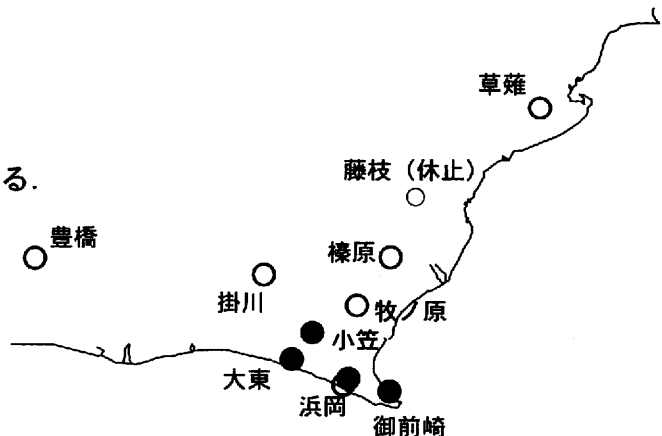 草薙
藤枝（休止）
る.
豊橋
榛原
掛川
牧ノ原
小笠
大東
浜岡
御前崎